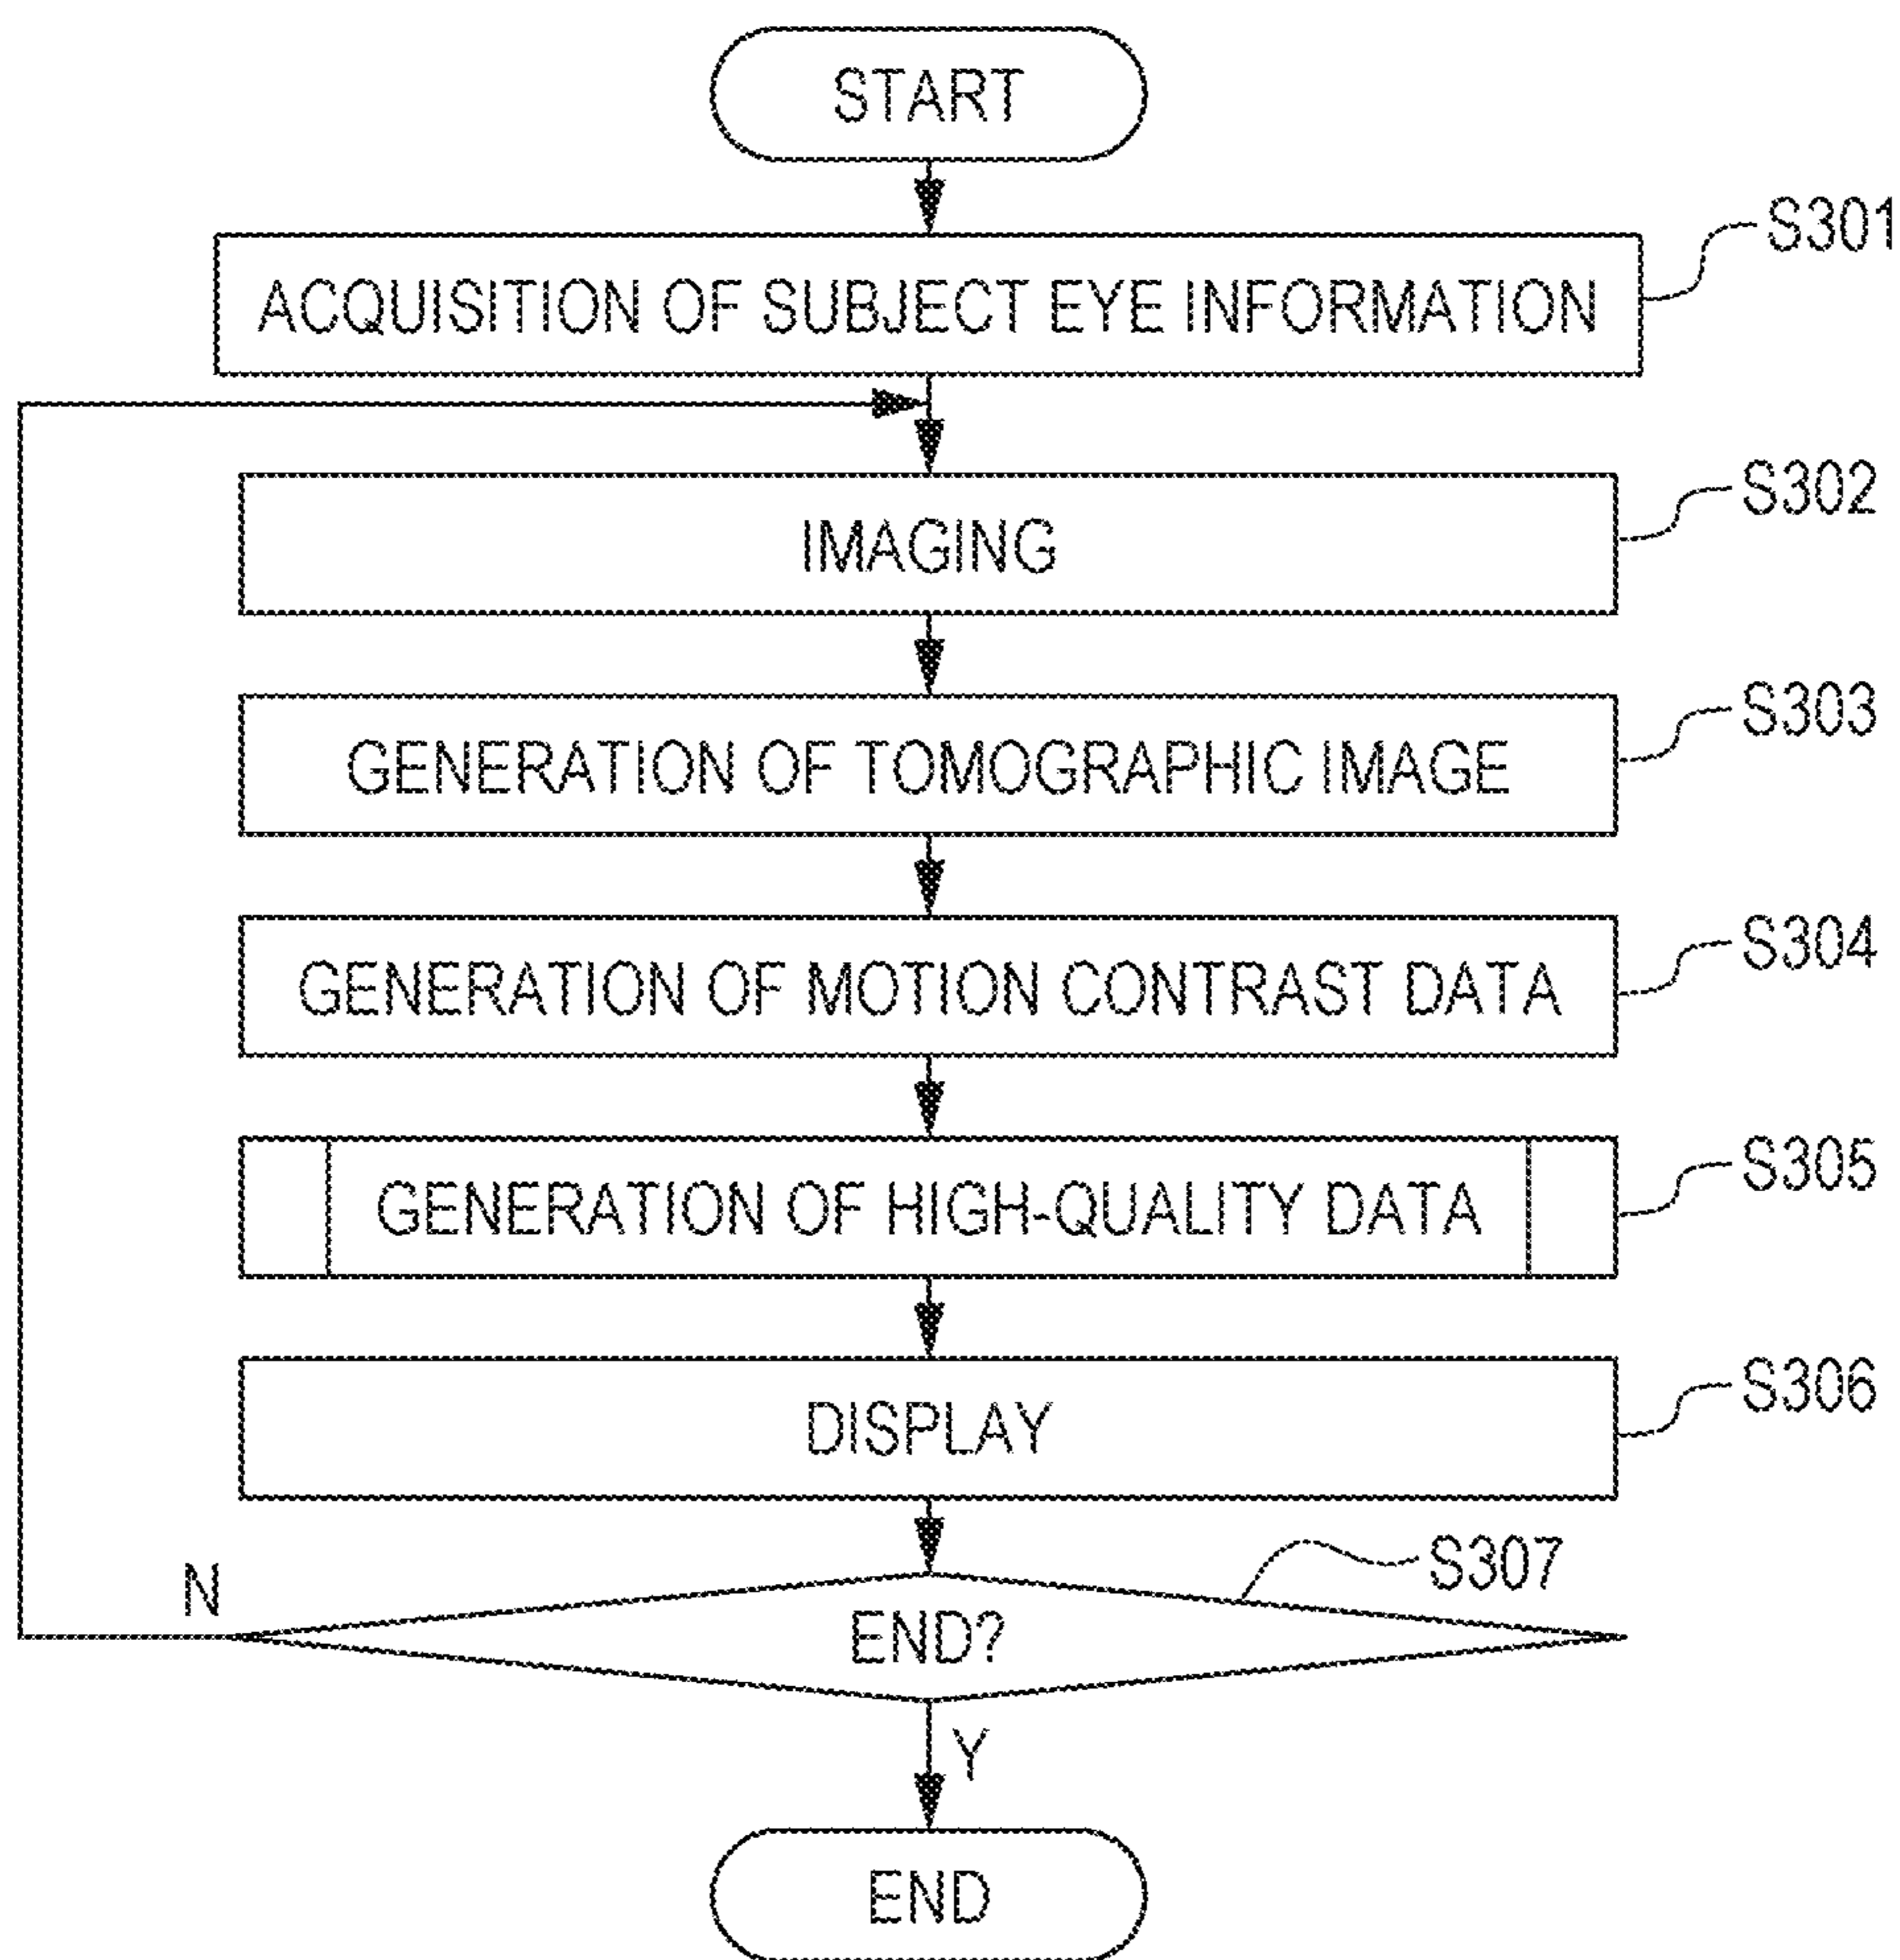 START
S301
ACQUISITION OF SUBJECT EYE INFORMATION
S302
IMAGING
S303
GENERATION OF TOMOGRAPHIC IMAGE
S304
GENERATION OF MOTION CONTRAST DATA
S305
GENERATION OF HIGH-QUALITY DATA
S306
DISPLAY
S307
N
END?
Y
END